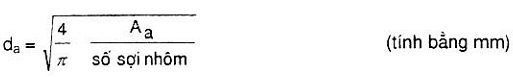 dₐ = √(4/π Aₐ/số sợi nhôm) (tính bằng mm)